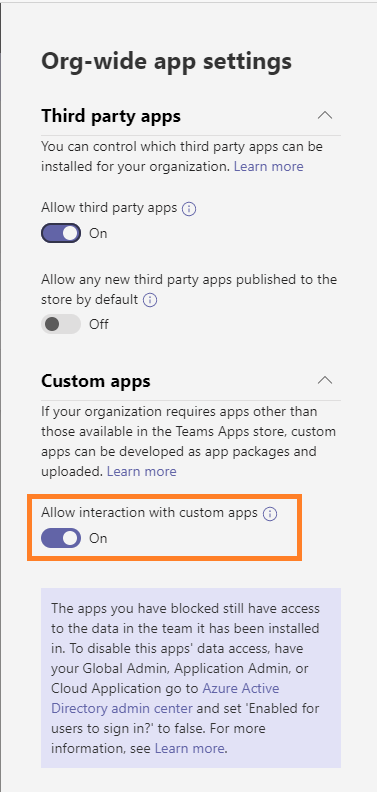 Org-wide app settings
Third party apps
You can control which third party apps can be
installed for your organization. Learn more
Allow third party apps
On
Allow any new third party apps published to the
store by default
Off
Custom apps
If your organization requires apps other than
those available in the Teams Apps store, custom
apps can be developed as app packages and
uploaded. Learn more
Allow interaction with custom apps
On
The apps you have blocked still have access
to the data in the team it has been installed
in. To disable this apps' data access, have
your Global Admin, Application Admin, or
Cloud Application go to Azure Active
Directory admin center and set 'Enabled for
users to sign in?' to false. For more
information, see Learn more.